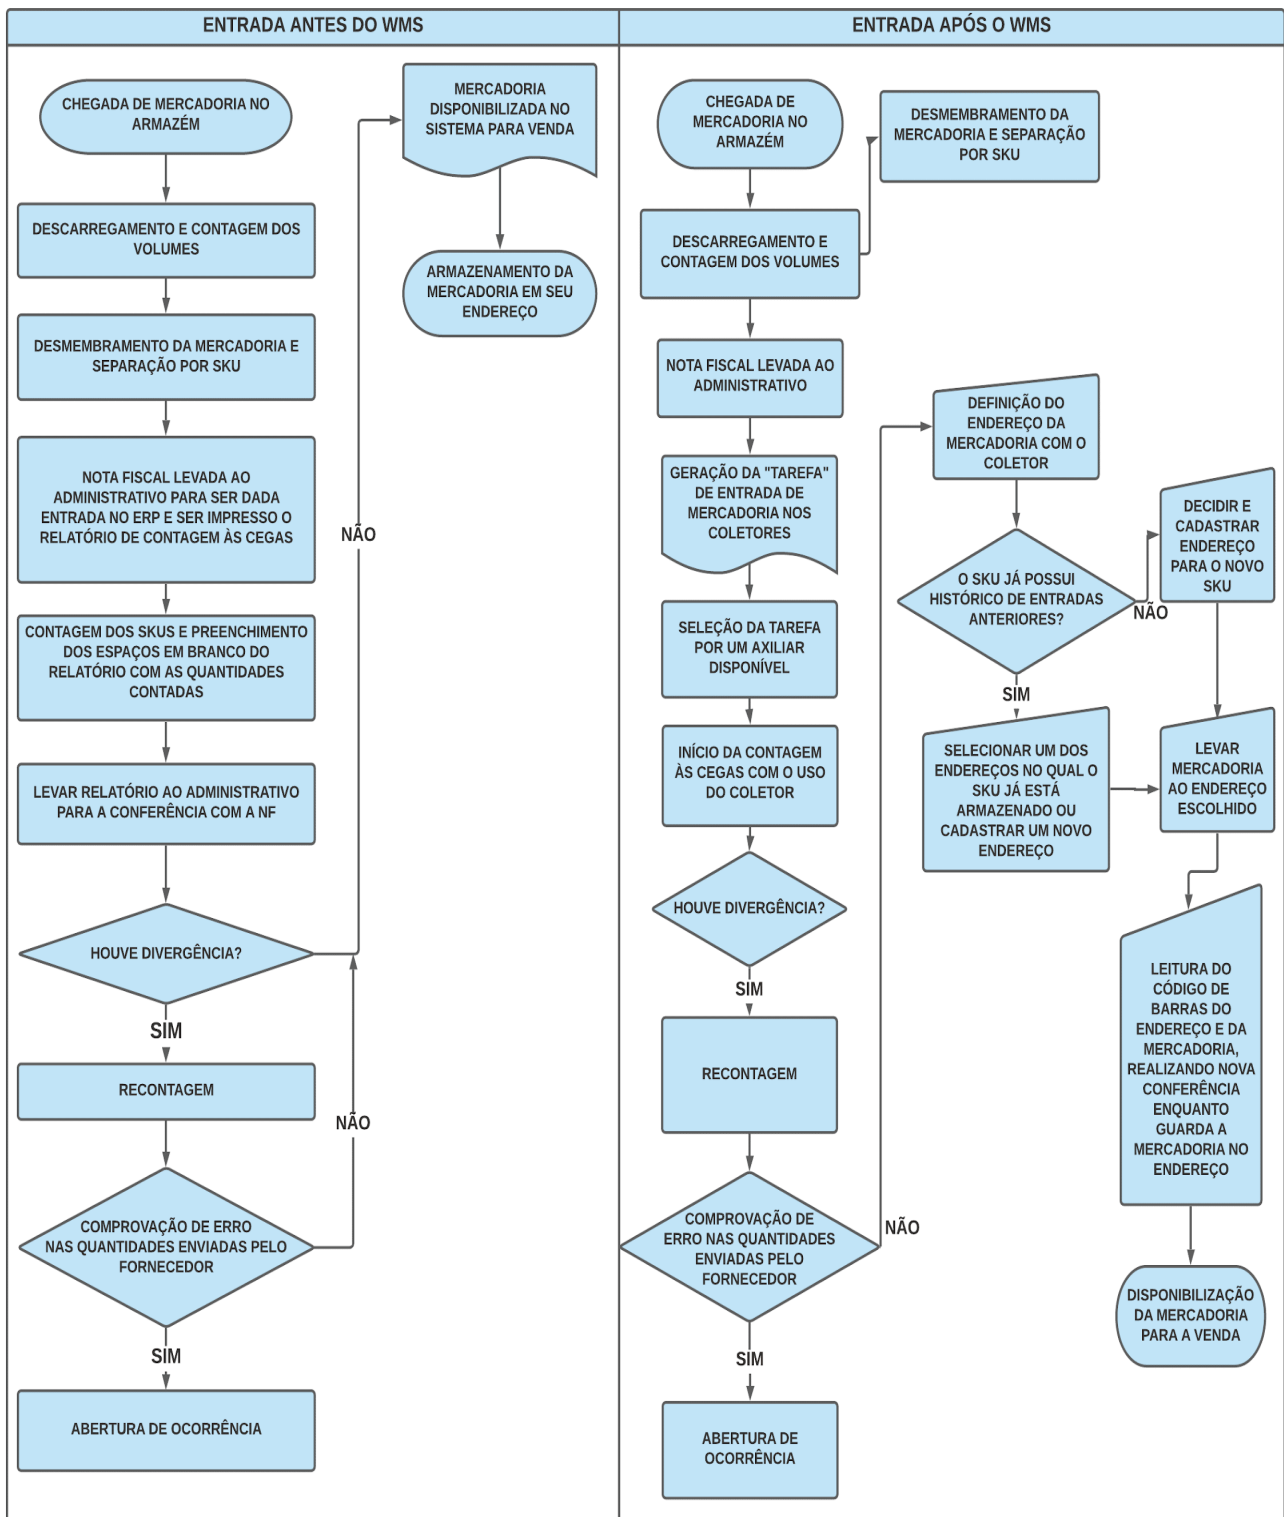 ENTRADA ANTES DO WMS
CHEGADA DE MERCADORIA NO
ARMAZÉM
DESCARREGAMENTO E CONTAGEM DOS
VOLUMES
DESMEMBRAMENTO DA MERCADORIA E
SEPARAÇÃO POR SKU
NOTA FISCAL LEVADA AO
ADMINISTRATIVO PARA SER DADA
ENTRADA NO ERP E SER IMPRESSO O
RELATÓRIO DE CONTAGEM ÀS CEGAS
CONTAGEM DOS SKUS E PREENCHIMENTO
DOS ESPAÇOS EM BRANCO DO
RELATÓRIO COM AS QUANTIDADES
CONTADAS
LEVAR RELATÓRIO AO ADMINISTRATIVO
PARA A CONFERÊNCIA COM A NF
HOUVE DIVERGÊNCIA?
SIM
RECONTAGEM
COMPROVAÇÃO DE ERRO
NAS QUANTIDADES ENVIADAS PELO
FORNECEDOR
SIM
ABERTURA DE OCORRÊNCIA
NÃO
NÃO
MERCADORIA
DISPONIBILIZADA NO
SISTEMA PARA VENDA
ARMAZENAMENTO DA
MERCADORIA EM SEU
ENDEREÇO
ENTRADA APÓS O WMS
CHEGADA DE
MERCADORIA NO
ARMAZÉM
DESCARREGAMENTO E
CONTAGEM DOS VOLUMES
DESMEMBRAMENTO DA
MERCADORIA E SEPARAÇÃO
POR SKU
NOTA FISCAL LEVADA AO
ADMINISTRATIVO
GERAÇÃO DA "TAREFA"
DE ENTRADA DE
MERCADORIA NOS
COLETORES
SELEÇÃO DA TAREFA
POR UM AXILIAR
DISPONÍVEL
INÍCIO DA CONTAGEM
ÀS CEGAS COM O USO
DO COLETOR
HOUVE DIVERGÊNCIA?
SIM
RECONTAGEM
COMPROVAÇÃO DE
ERRO NAS QUANTIDADES
ENVIADAS PELO
FORNECEDOR
SIM
ABERTURA DE
OCORRÊNCIA
NÃO
DEFINIÇÃO DO
ENDEREÇO DA
MERCADORIA COM O
COLETOR
O SKU JÁ POSSUI
HISTÓRICO DE ENTRADAS
ANTERIORES?
NÃO
DECIDIR E
CADASTRAR
ENDEREÇO
PARA O NOVO
SKU
SIM
SELECIONAR UM DOS
ENDEREÇOS NO QUAL O
SKU JÁ ESTÁ
ARMAZENADO OU
CADASTRAR UM NOVO
ENDEREÇO
LEVAR
MERCADORIA
AO ENDEREÇO
ESCOLHIDO
LEITURA DO
CÓDIGO DE
BARRAS DO
ENDEREÇO E DA
MERCADORIA,
REALIZANDO NOVA
CONFERÊNCIA
ENQUANTO
GUARDA A
MERCADORIA NO
ENDEREÇO
DISPONIBILIZAÇÃO
DA MERCADORIA
PARA A VENDA